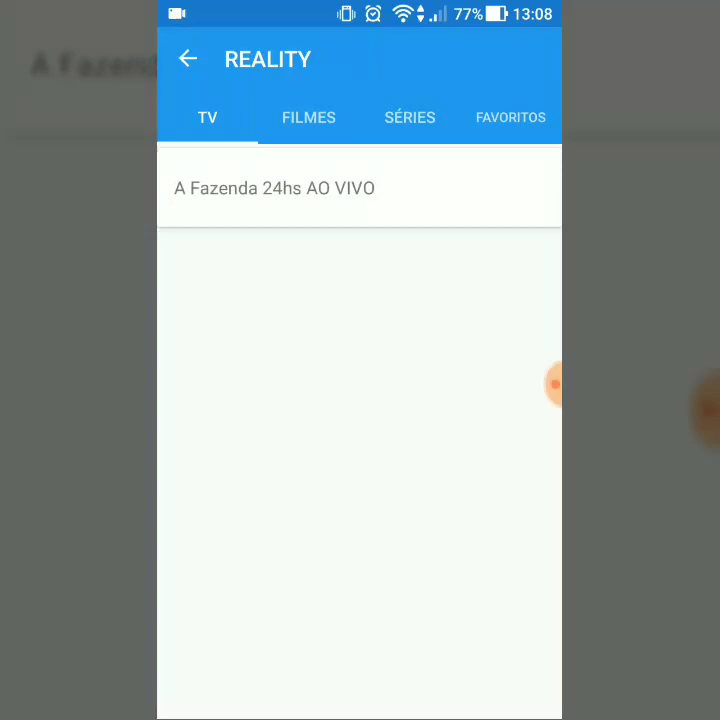 77% 13:08
REALITY
TV FILMES SÉRIES FAVORITOS
A Fazenda 24hs AO VIVO